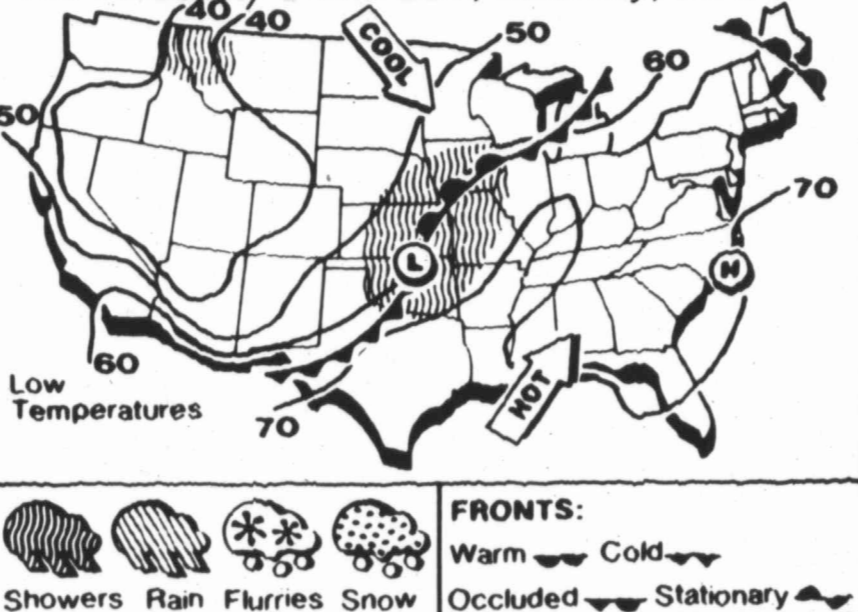 40
40
COOL
50
60
50
70
L
H
60
Low
Temperatures
HOT
70
FRONTS:
Warm
Cold
Showers
Rain
Flurries
Snow
Occluded
Stationary